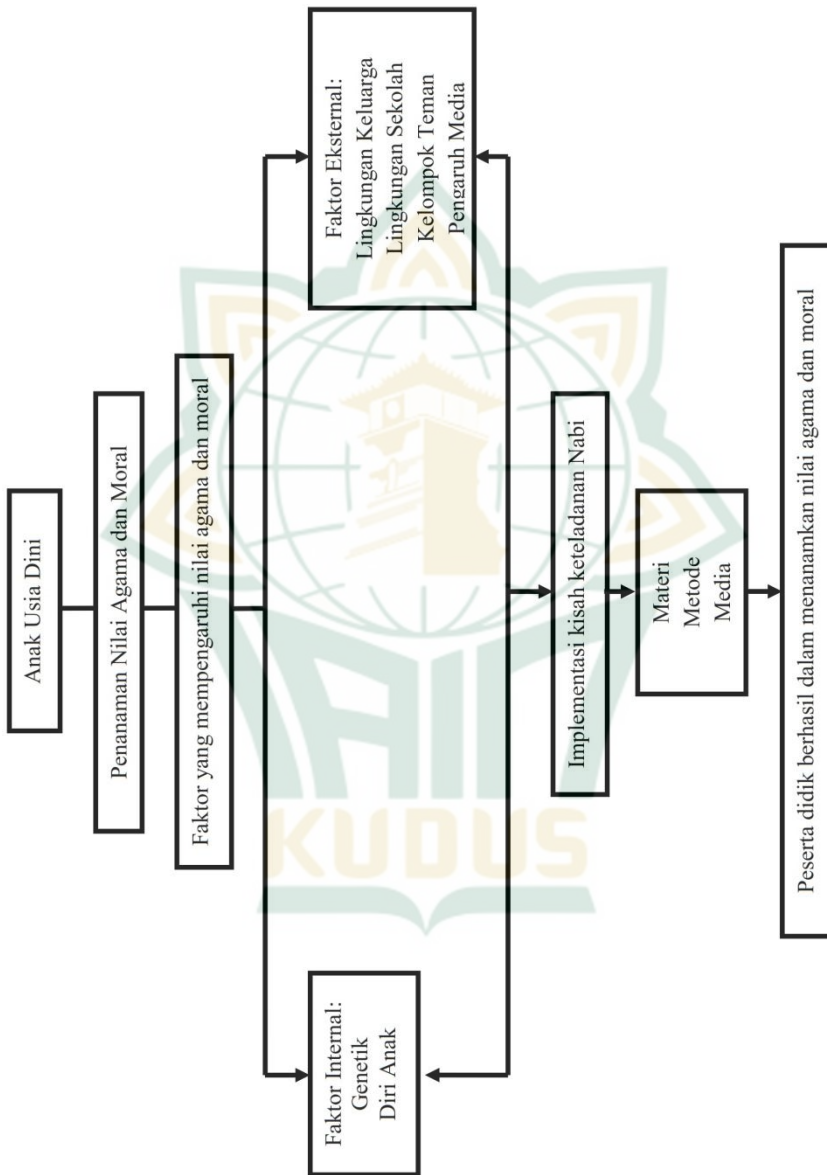 Anak Usia Dini
Penanaman Nilai Agama dan Moral
Faktor yang mempengaruhi nilai agama dan moral
Faktor Internal:
Genetik
Diri Anak
Faktor Eksternal:
Lingkungan Keluarga
Lingkungan Sekolah
Kelompok Teman
Pengaruh Media
Implementasi kisah keteladanan Nabi
Materi
Metode
Media
Peserta didik berhasil dalam menanamkan nilai agama dan moral
IAIN
KUDUS